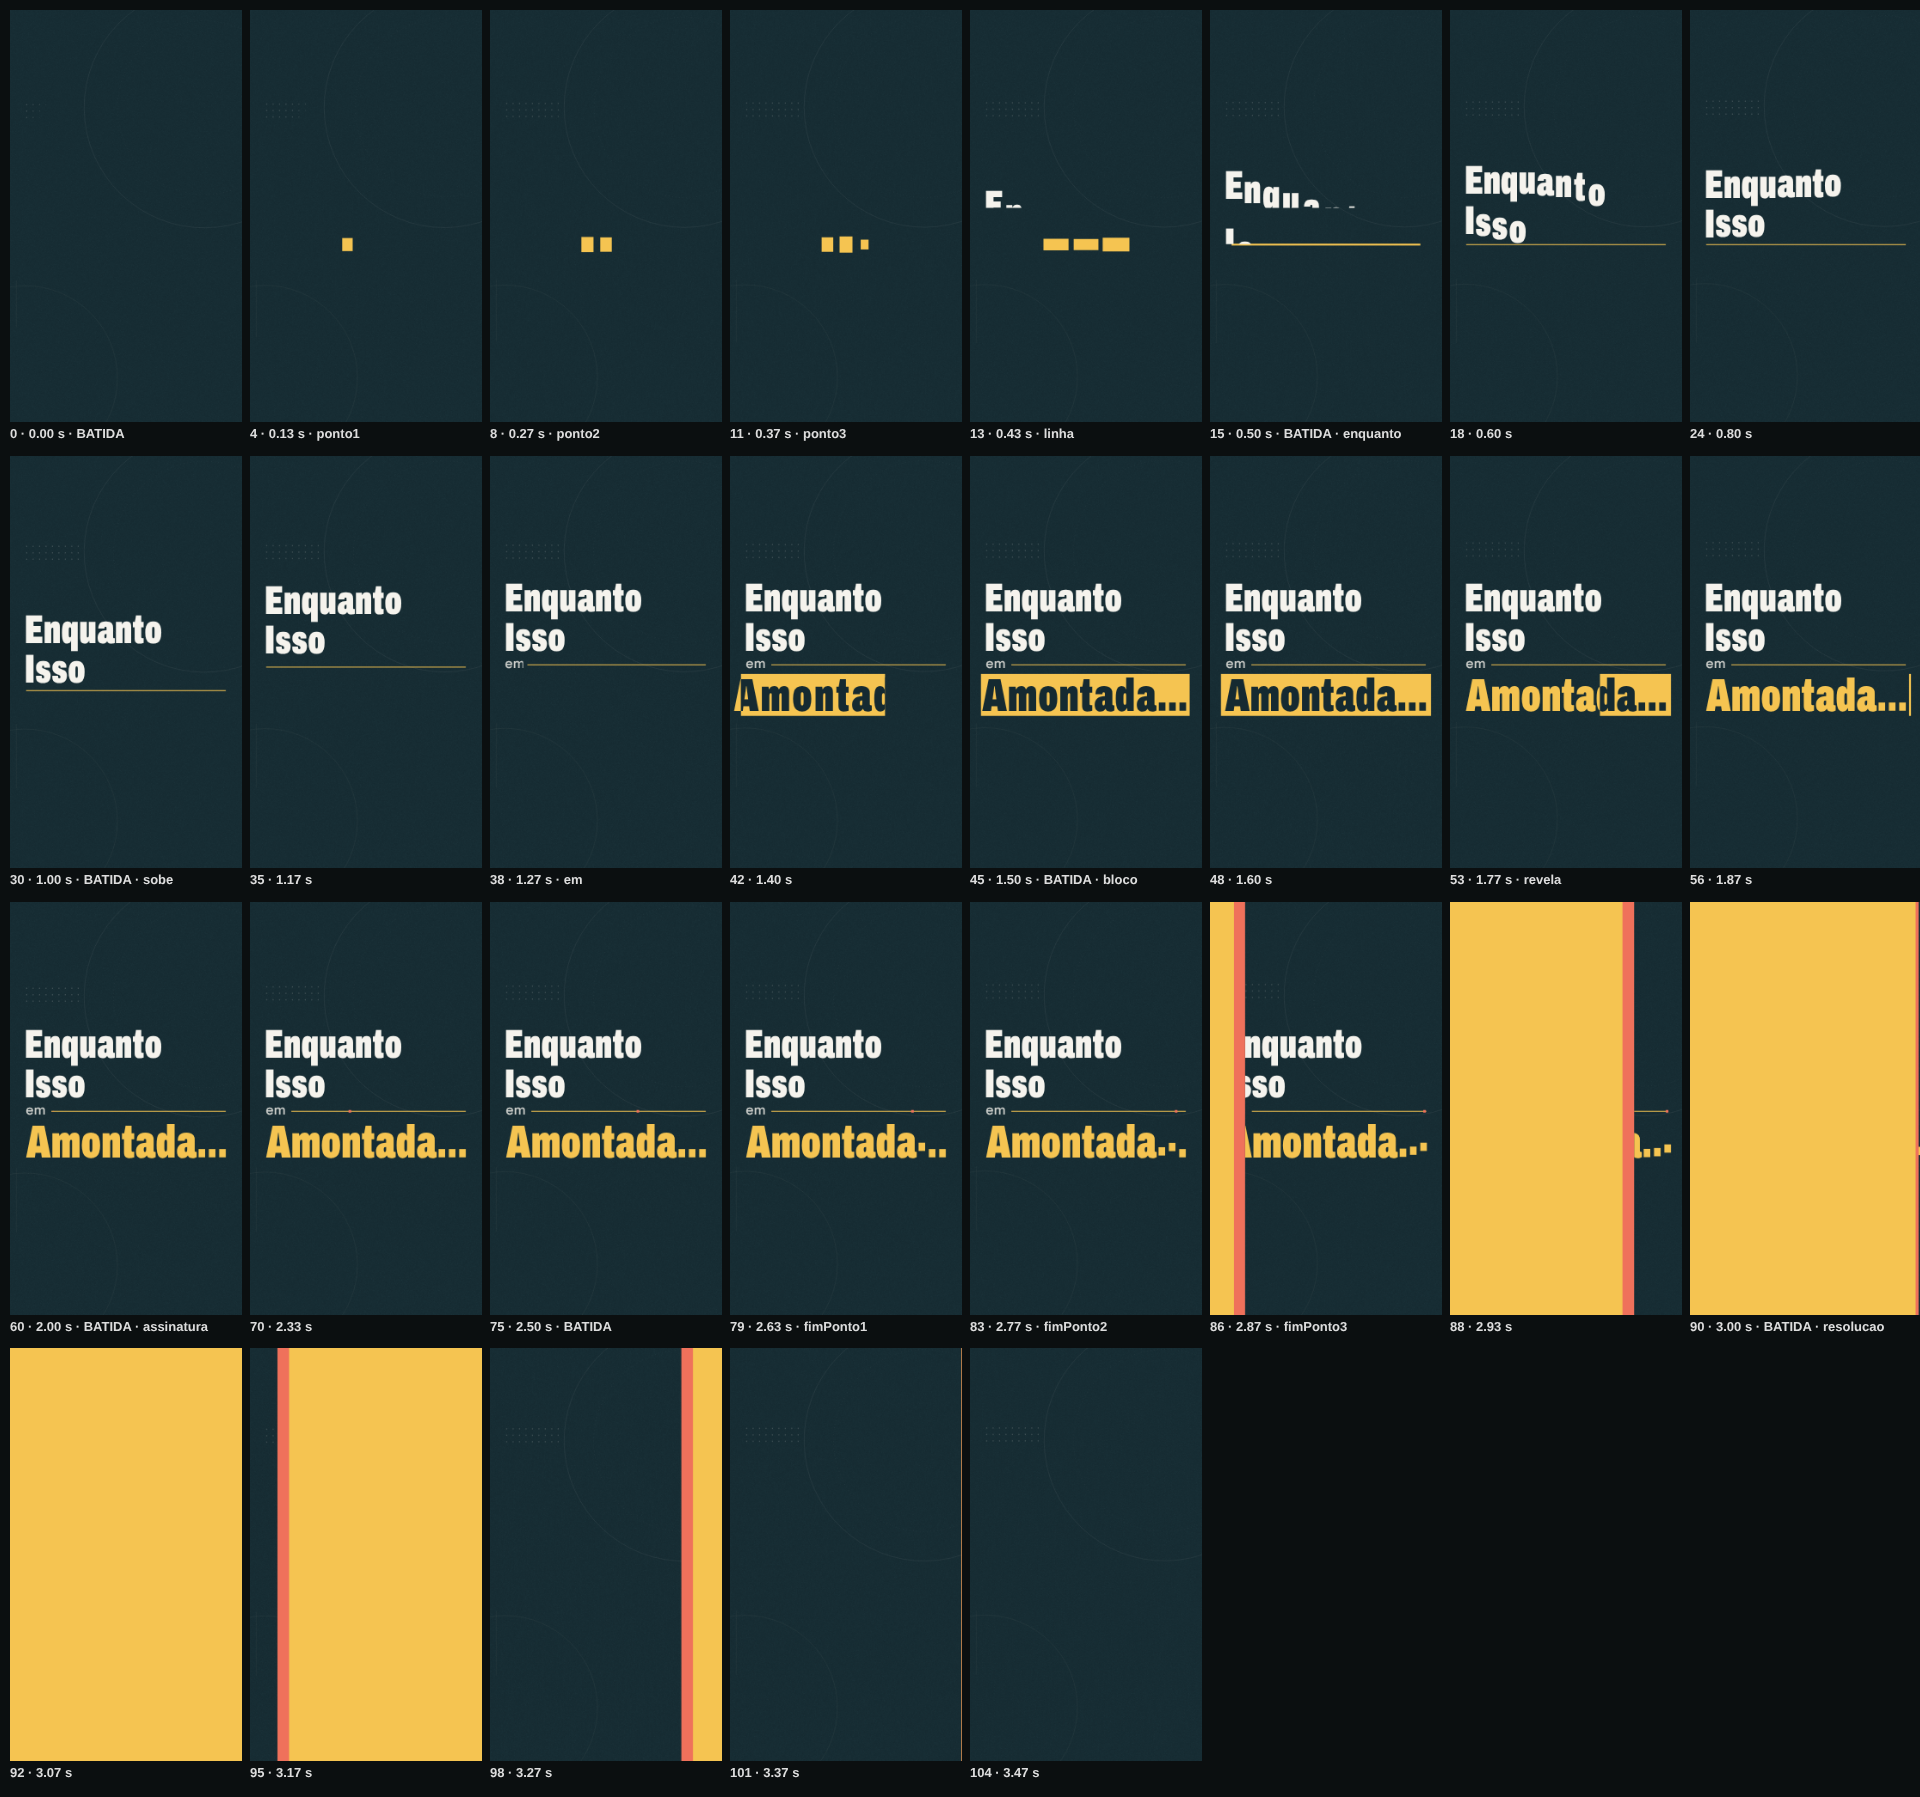 En
Enqua
I
Enquanto
Isso
Enquanto
Isso
0 · 0.00 s · BATIDA
4 · 0.13 s · ponto1
8 · 0.27 s · ponto2
11 · 0.37 s · ponto3
13 · 0.43 s · linha
15 · 0.50 s · BATIDA · enquanto
18 · 0.60 s
24 · 0.80 s
Enquanto
Isso
Enquanto
Isso
Enquanto
Isso
em
Enquanto
Isso
em
Amontad
Enquanto
Isso
em
Amontada...
Enquanto
Isso
em
Amontada...
Enquanto
Isso
em
Amontada...
Enquanto
Isso
em
Amontada...
30 · 1.00 s · BATIDA · sobe
35 · 1.17 s
38 · 1.27 s · em
42 · 1.40 s
45 · 1.50 s · BATIDA · bloco
48 · 1.60 s
53 · 1.77 s · revela
56 · 1.87 s
Enquanto
Isso
em
Amontada...
Enquanto
Isso
em
Amontada...
Enquanto
Isso
em
Amontada...
Enquanto
Isso
em
Amontada...
Enquanto
Isso
em
Amontada...
nquanto
sso
Amontada...
a...
60 · 2.00 s · BATIDA · assinatura
70 · 2.33 s
75 · 2.50 s · BATIDA
79 · 2.63 s · fimPonto1
83 · 2.77 s · fimPonto2
86 · 2.87 s · fimPonto3
88 · 2.93 s
90 · 3.00 s · BATIDA · resolucao
92 · 3.07 s
95 · 3.17 s
98 · 3.27 s
101 · 3.37 s
104 · 3.47 s